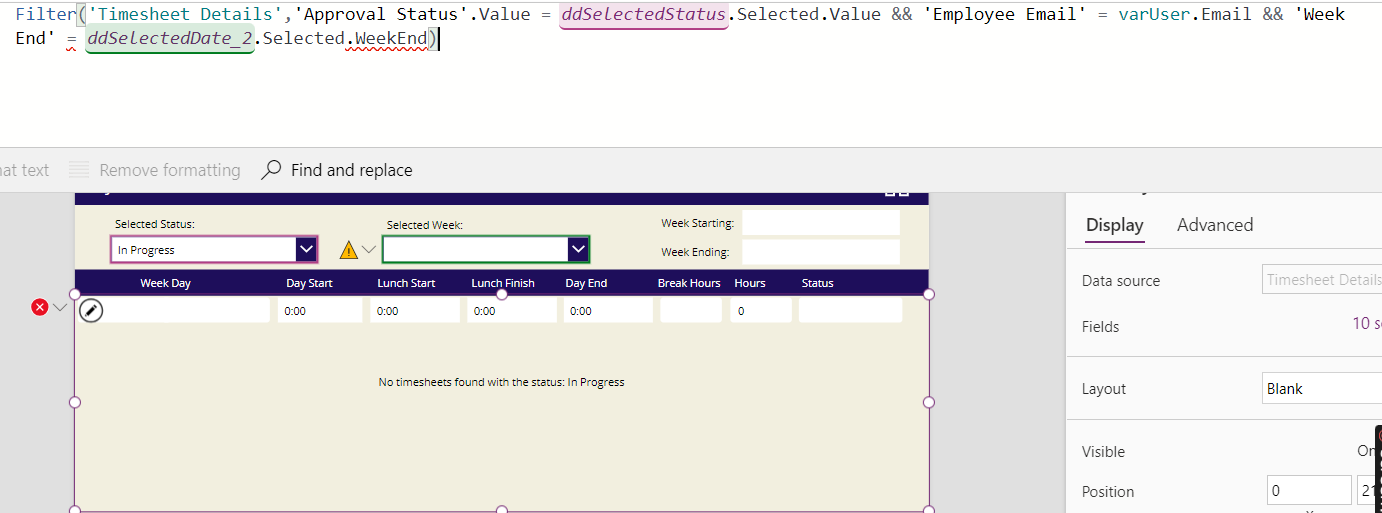 Filter('Timesheet Details','Approval Status'.Value = ddSelectedStatus.Selected.Value && 'Employee Email' = varUser.Email && 'Week
End' = ddSelectedDate_2.Selected.WeekEnd)
at text Remove formatting Find and replace
Selected Status: Selected Week: Week Starting:
In Progress
Week Ending:
Week Day Day Start Lunch Start Lunch Finish Day End Break Hours Hours Status
0:00 0:00 0:00 0:00 0
No timesheets found with the status: In Progress
Display Advanced
Data source Timesheet Details
Fields 10 s
Layout Blank
Visible On
Position 0 21
X